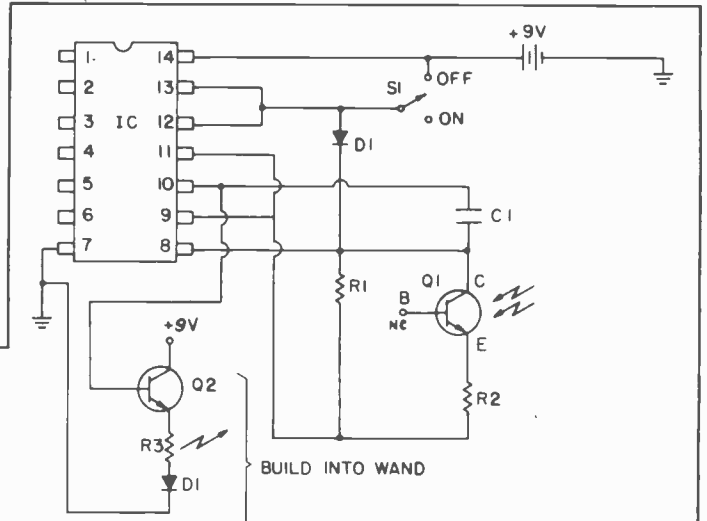 +9V
1.
14
OFF
2
13
S1
3
IC
12
ON
4
11
D1
5
10
C1
6
9
7
8
R1
Q1
C
B
NC
E
+9V
Q2
R2
R3
BUILD INTO WAND
D1